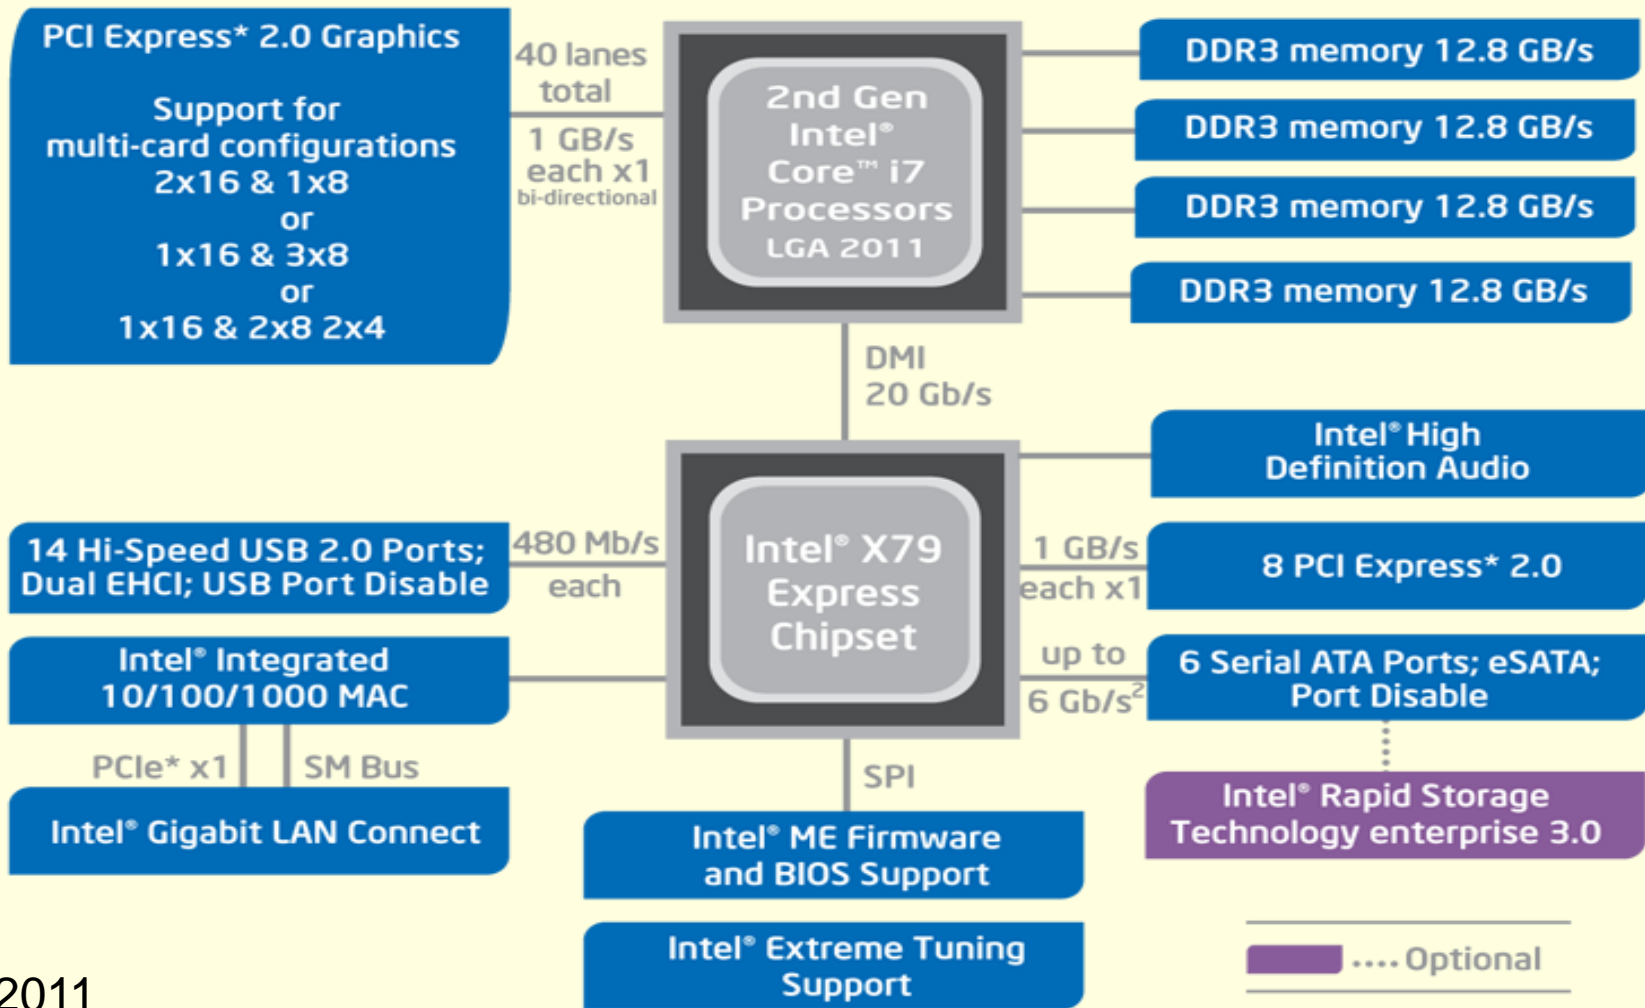 PCI Express* 2.0 Graphics
Support for
multi-card configurations
2x16 & 1x8
or
1x16 & 3x8
or
1x16 & 2x8 2x4
40 lanes
total
1 GB/s
each x1
bi-directional
2nd Gen
Intel®
Core™ i7
Processors
LGA 2011
DDR3 memory 12.8 GB/s
DDR3 memory 12.8 GB/s
DDR3 memory 12.8 GB/s
DDR3 memory 12.8 GB/s
DMI
20 Gb/s
Intel® High
Definition Audio
14 Hi-Speed USB 2.0 Ports;
Dual EHCI; USB Port Disable
480 Mb/s
each
Intel® X79
Express
Chipset
1 GB/s
each x1
8 PCI Express* 2.0
Intel® Integrated
10/100/1000 MAC
up to
6 Gb/s²
6 Serial ATA Ports; eSATA;
Port Disable
PCIe* x1
SM Bus
SPI
Intel® Gigabit LAN Connect
Intel® ME Firmware
and BIOS Support
Intel® Rapid Storage
Technology enterprise 3.0
Intel® Extreme Tuning
Support
.... Optional
2011